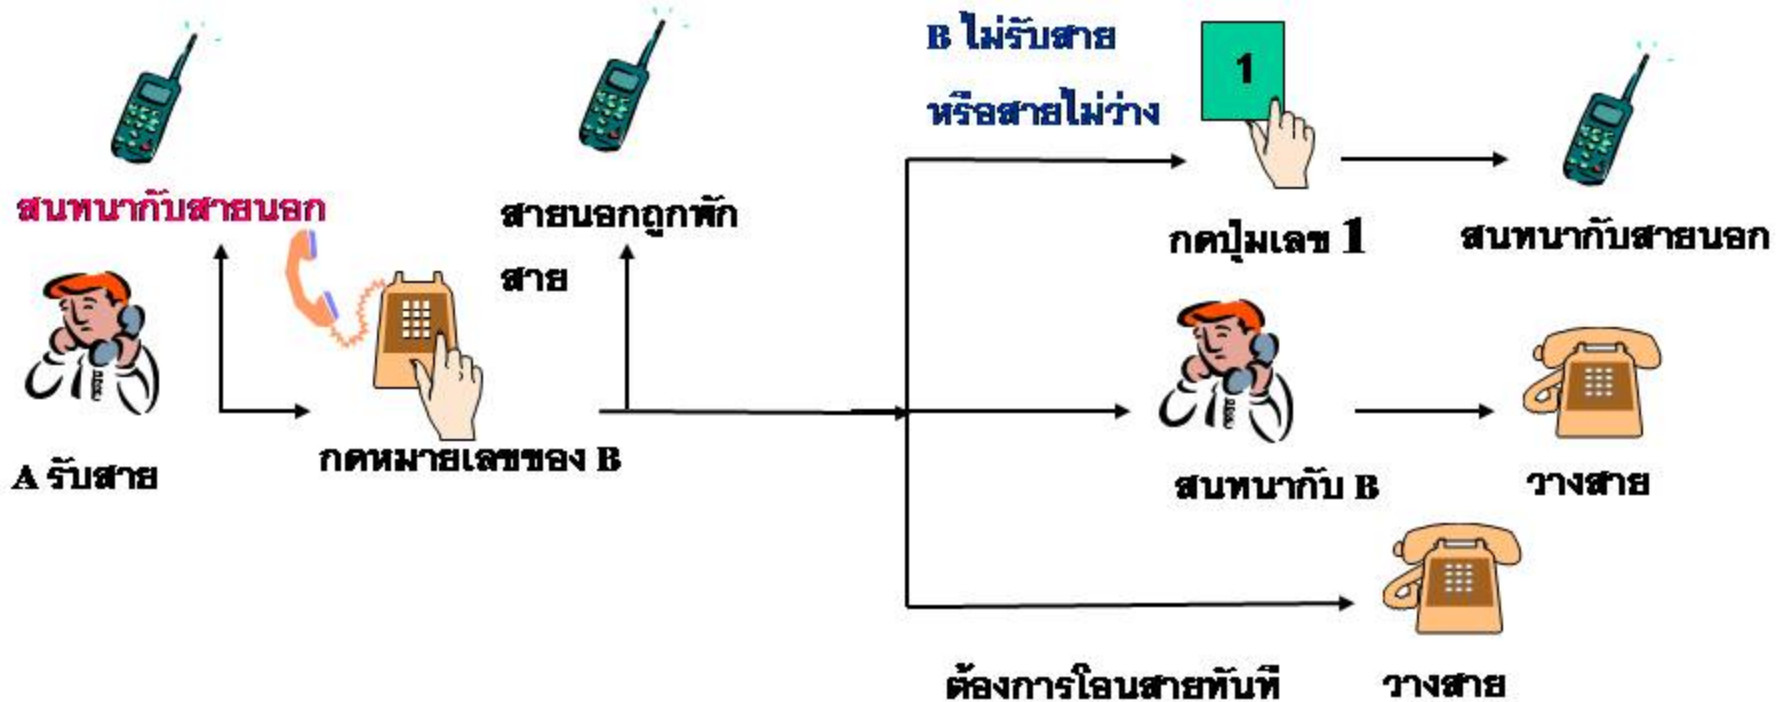 B ไม่รับสาย
หรือสายไม่ว่าง
1
สนทนากับสายนอก
สายนอกถูกพัก
สาย
กดปุ่มเลข 1
สนทนากับสายนอก
A รับสาย
กดหมายเลขของ B
สนทนากับ B
วางสาย
ต้องการโอนสายทันที
วางสาย